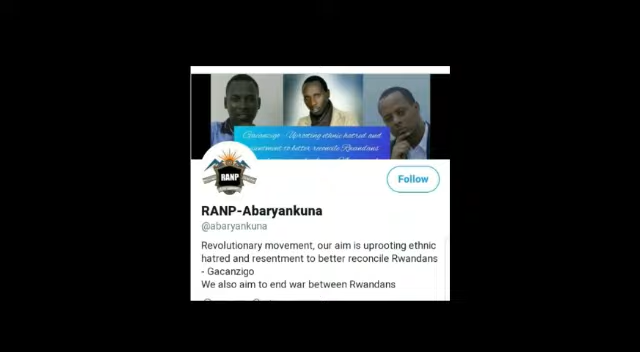 Gacanzigo - Uprooting ethnic hatred and
resentment to better reconcile Rwandans
RANP
Follow
RANP-Abaryankuna
@abaryankuna
Revolutionary movement, our aim is uprooting ethnic
hatred and resentment to better reconcile Rwandans
- Gacanzigo
We also aim to end war between Rwandans